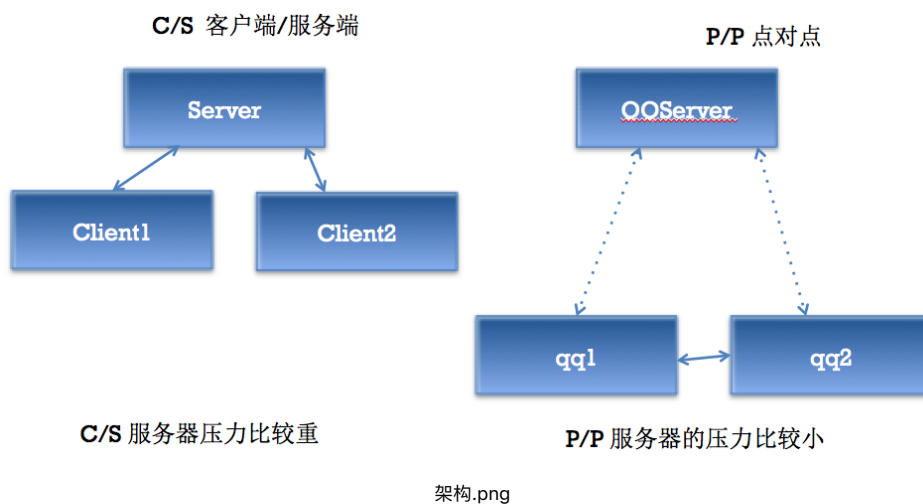 C/S 客户端/服务端
P/P 点对点
Server
OOServer
Client1
Client2
qq1
qq2
C/S 服务器压力比较重
P/P 服务器的压力比较小
架构.png